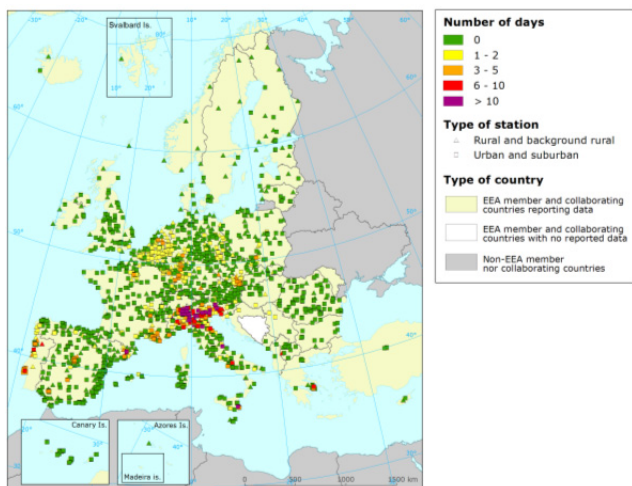 Svalbard Is.
Canary Is.
Azores Is.
Madeira is.
0 500 1000 1500 km
Number of days
0
1 - 2
3 - 5
6 - 10
> 10
Type of station
Rural and background rural
Urban and suburban
Type of country
EEA member and collaborating
countries reporting data
EEA member and collaborating
countries with no reported data
Non-EEA member
nor collaborating countries